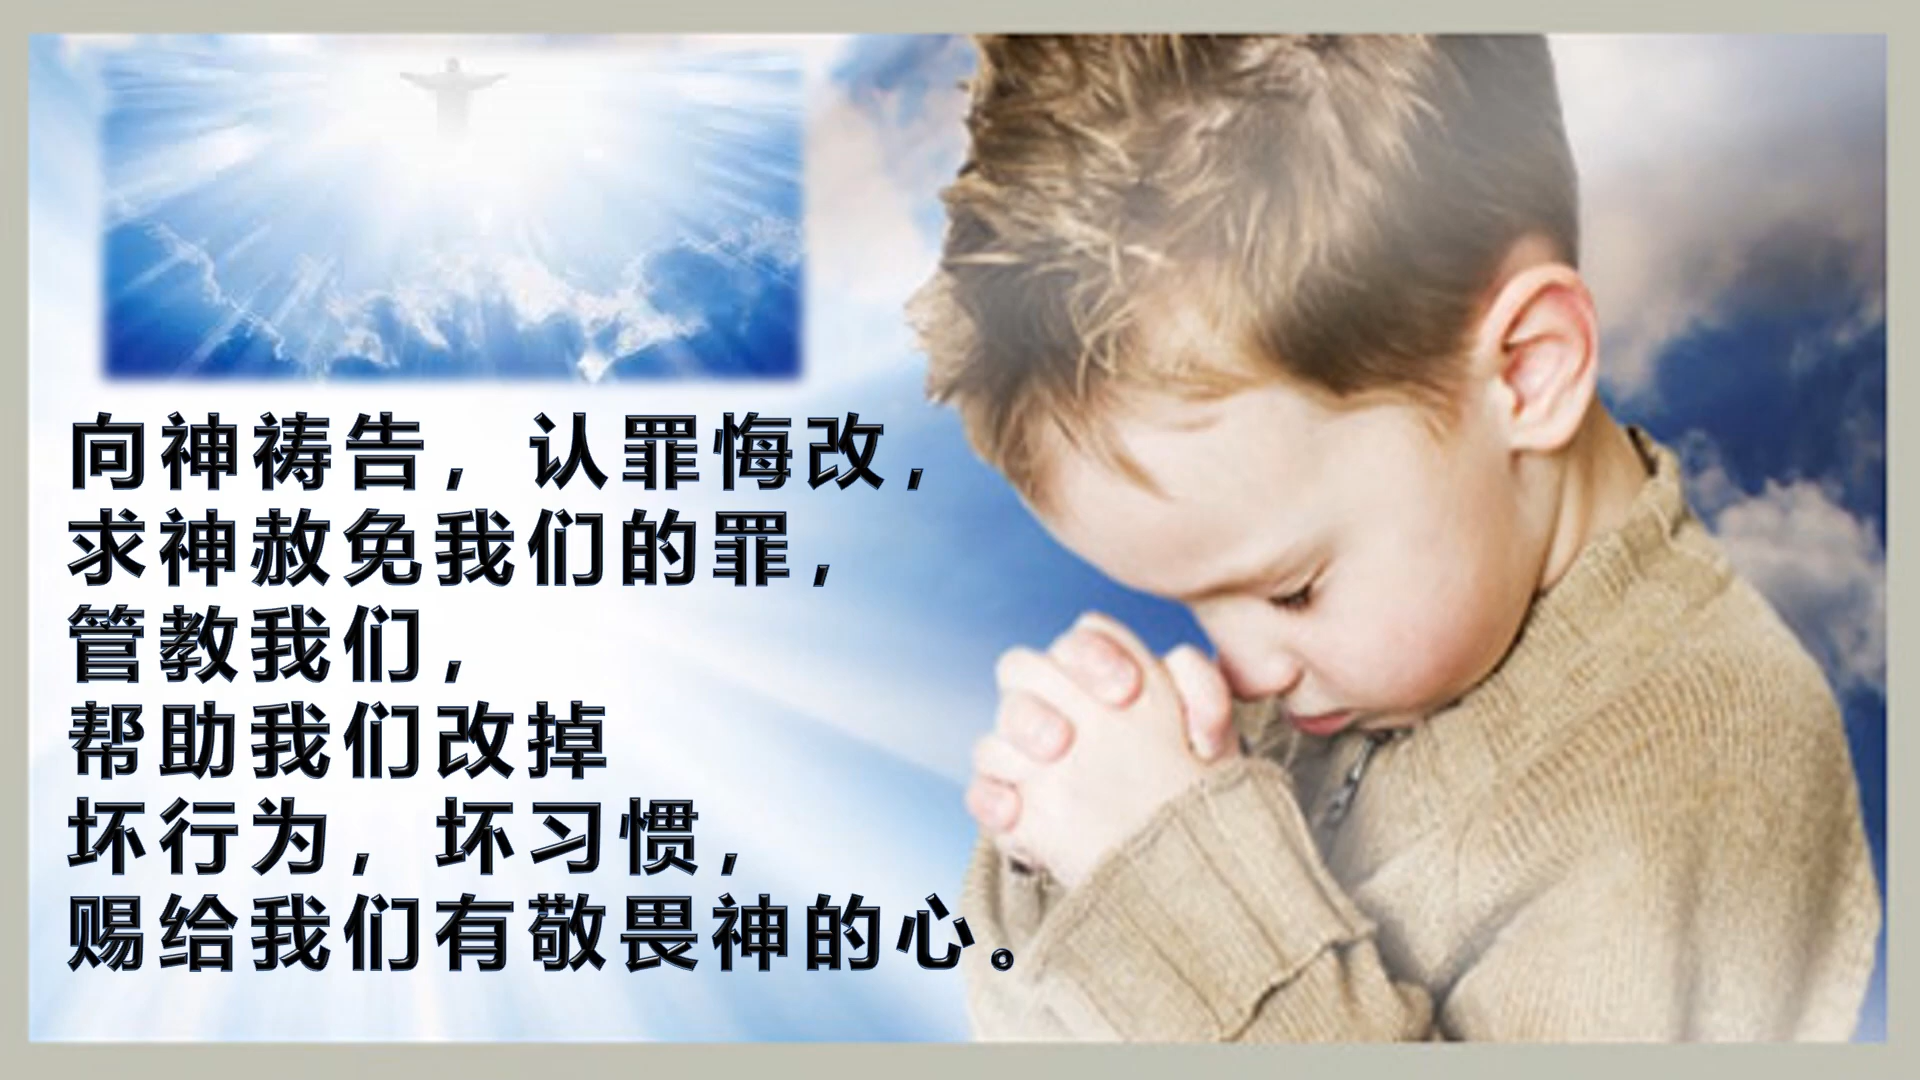 向神祷告，认罪悔改，
求神赦免我们的罪，
管教我们，
帮助我们改掉
坏行为，坏习惯，
赐给我们有敬畏神的心。